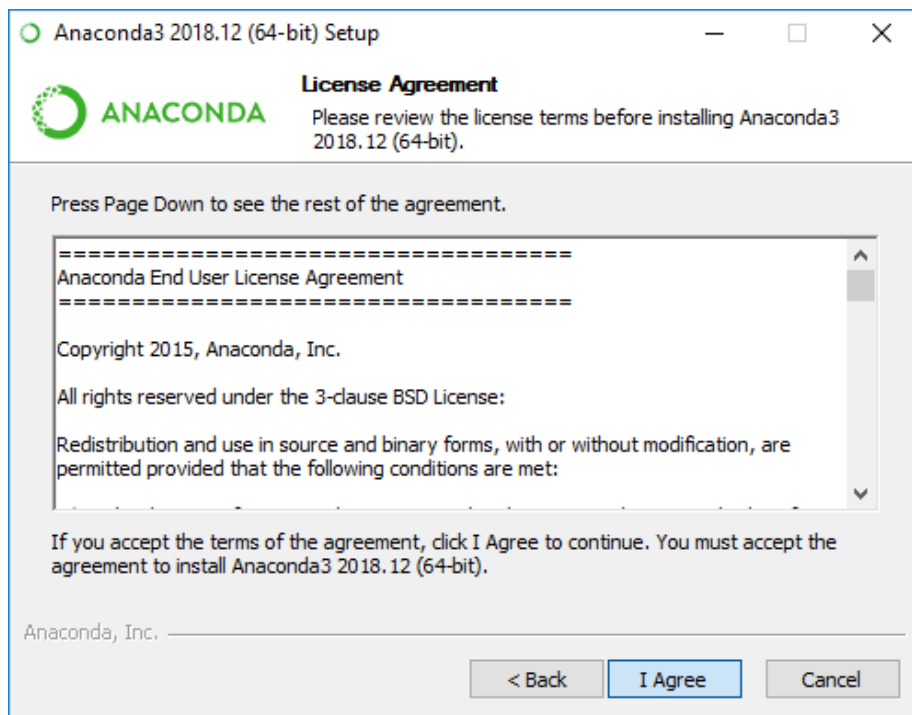 Anaconda3 2018.12 (64-bit) Setup
ANACONDA
License Agreement
Please review the license terms before installing Anaconda3
2018.12 (64-bit).
Press Page Down to see the rest of the agreement.
===================================
Anaconda End User License Agreement
===================================
Copyright 2015, Anaconda, Inc.
All rights reserved under the 3-clause BSD License:
Redistribution and use in source and binary forms, with or without modification, are
permitted provided that the following conditions are met:
If you accept the terms of the agreement, click I Agree to continue. You must accept the
agreement to install Anaconda3 2018.12 (64-bit).
Anaconda, Inc.
< Back
I Agree
Cancel